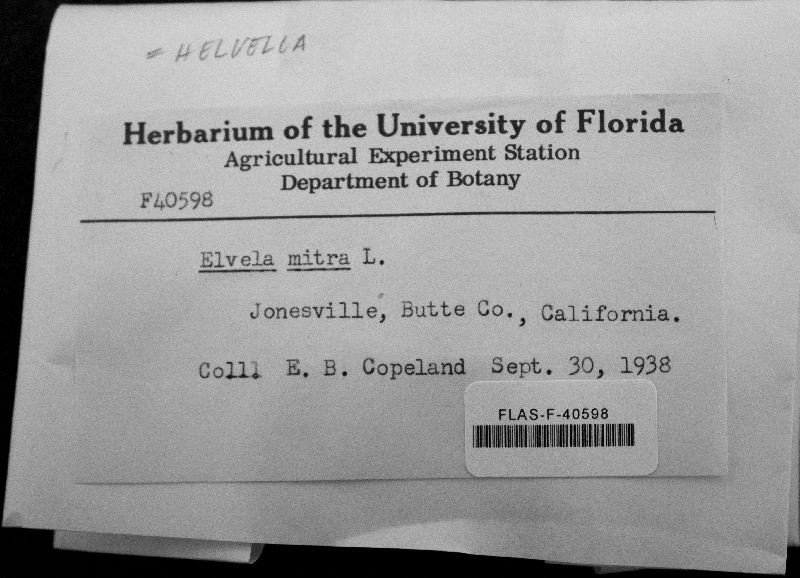 = HELVELLA
Herbarium of the University of Florida
Agricultural Experiment Station
Department of Botany
F40598
Elvela mitra L.
Jonesville, Butte Co., California.
Coll. E. B. Copeland Sept. 30, 1938
FLAS-F-40598